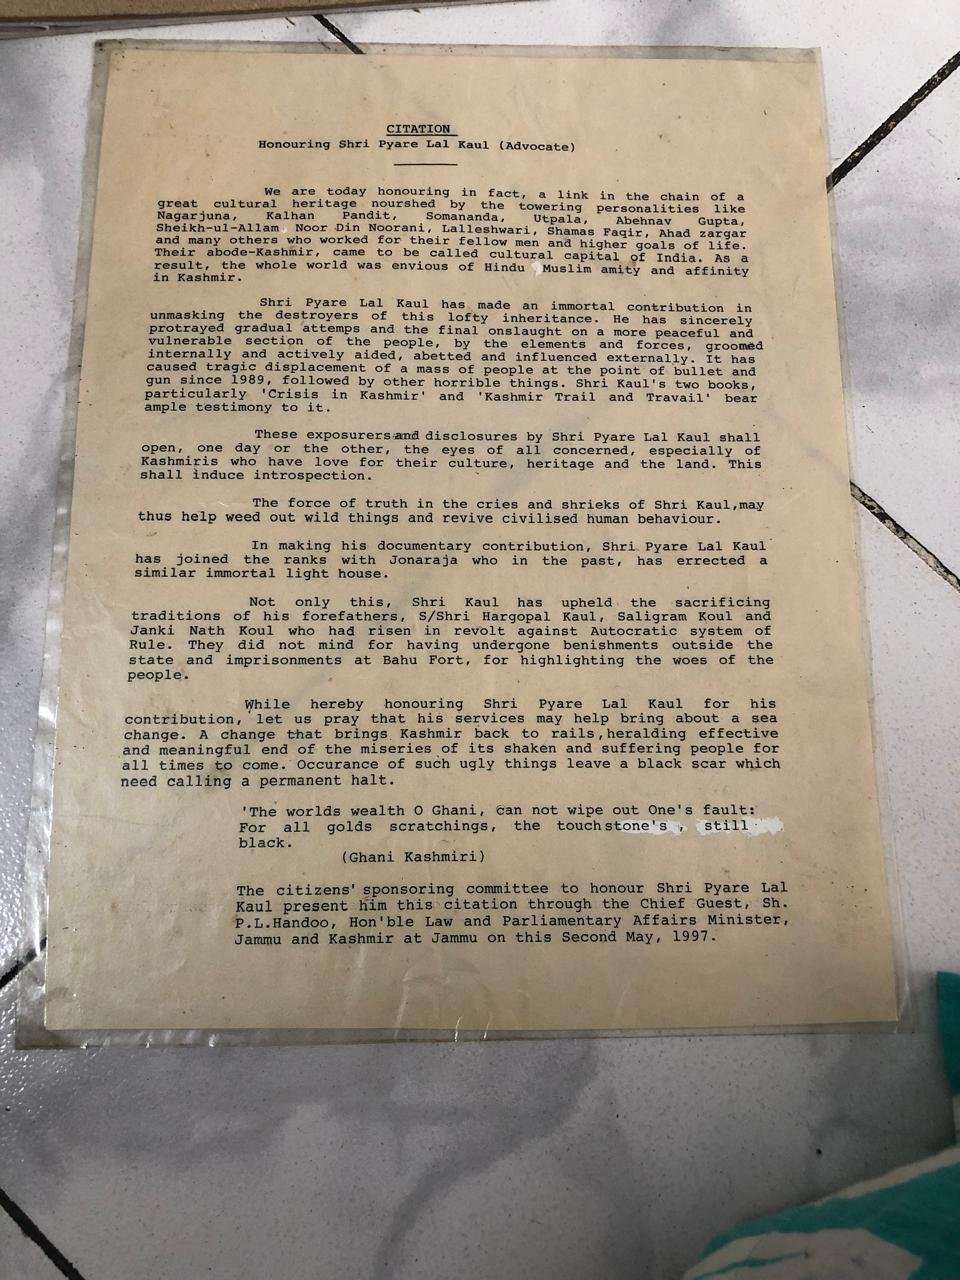 CITATION
Honouring Shri Pyare Lal Kaul (Advocate)
We are today honouring in fact, a link in the chain of a
great cultural heritage nourshed by the towering personalities like
Nagarjuna, Kalhan Pandit, Somananda, Utpala, Abehnav Gupta,
Sheikh-ul-Allam Noor Din Noorani, Lalleshwari, Shamas Faqir, Ahad zargar
and many others who worked for their fellow men and higher goals of life.
Their abode-Kashmir, came to be called cultural capital of India. As a
result, the whole world was envious of Hindu Muslim amity and affinity
in Kashmir.
Shri Pyare Lal Kaul has made an immortal contribution in
unmasking the destroyers of this lofty inheritance. He has sincerely
protrayed gradual attemps and the final onslaught on a more peaceful and
vulnerable section of the people, by the elements and forces, groomed
internally and actively aided, abetted and influenced externally. It has
caused tragic displacement of a mass of people at the point of bullet and
gun since 1989, followed by other horrible things. Shri Kaul's two books,
particularly 'Crisis in Kashmir' and 'Kashmir Trail and Travail' bear
ample testimony to it.
These exposurers and disclosures by Shri Pyare Lal Kaul shall
open, one day or the other, the eyes of all concerned, especially of
Kashmiris who have love for their culture, heritage and the land. This
shall induce introspection.
The force of truth in the cries and shrieks of Shri Kaul,may
thus help weed out wild things and revive civilised human behaviour.
In making his documentary contribution, Shri Pyare Lal Kaul
has joined the ranks with Jonaraja who in the past, has errected a
similar immortal light house.
Not only this, Shri Kaul has upheld the sacrificing
traditions of his forefathers, S/Shri Hargopal Kaul, Saligram Koul and
Janki Nath Koul who had risen in revolt against Autocratic system of
Rule. They did not mind for having undergone benishments outside the
state and imprisonments at Bahu Fort, for highlighting the woes of the
people.
While hereby honouring Shri Pyare Lal Kaul for his
contribution, let us pray that his services may help bring about a sea
change. A change that brings Kashmir back to rails,heralding effective
and meaningful end of the miseries of its shaken and suffering people for
all times to come. Occurance of such ugly things leave a black scar which
need calling a permanent halt.
'The worlds wealth O Ghani, can not wipe out One's fault:
For all golds scratchings, the touchstone's , still
black.
(Ghani Kashmiri)
The citizens' sponsoring committee to honour Shri Pyare Lal
Kaul present him this citation through the Chief Guest, Sh.
P.L.Handoo, Hon'ble Law and Parliamentary Affairs Minister,
Jammu and Kashmir at Jammu on this Second May, 1997.